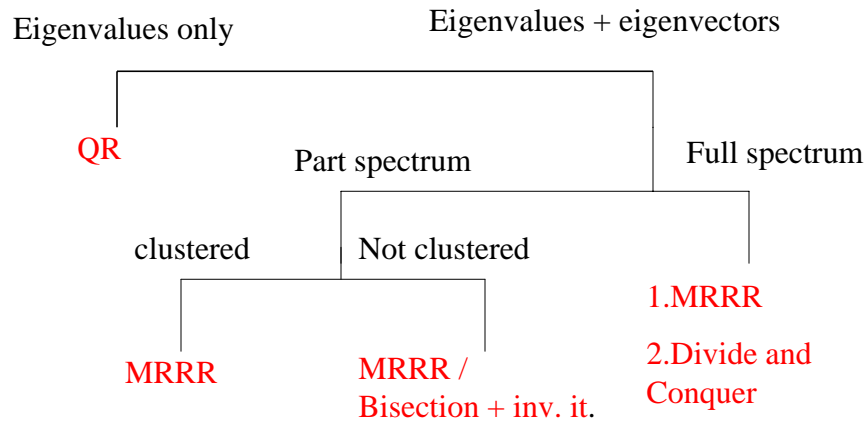 Eigenvalues only
Eigenvalues + eigenvectors
QR
Part spectrum
Full spectrum
clustered
Not clustered
MRRR
MRRR /
Bisection + inv. it.
1.MRRR
2.Divide and
Conquer